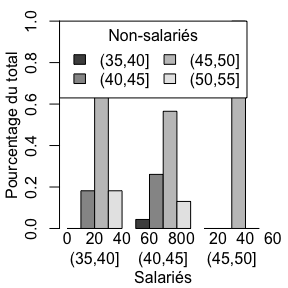 Non-salariés
(35,40] (45,50]
(40,45] (50,55]
Pourcentage du total
1.0
0.8
0.6
0.4
0.2
0.0
0 20 40 60 800 20 40 60
(35,40] (40,45] (45,50]
Salariés